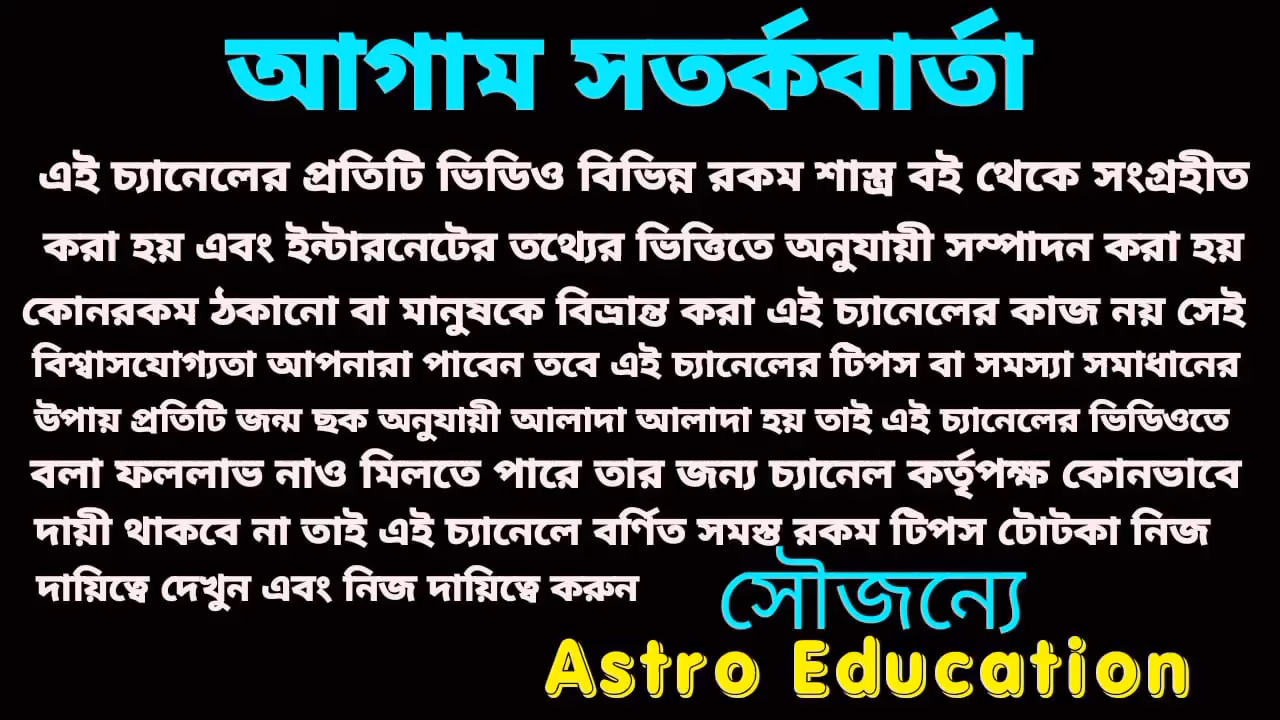 আগাম সতর্কবার্তা
এই চ্যানেলের প্রতিটি ভিডিও বিভিন্ন রকম শাস্ত্র বই থেকে সংগ্রহীত
করা হয় এবং ইন্টারনেটের তথ্যের ভিত্তিতে অনুযায়ী সম্পাদন করা হয়
কোনরকম ঠকানো বা মানুষকে বিভ্রান্ত করা এই চ্যানেলের কাজ নয় সেই
বিশ্বাসযোগ্যতা আপনারা পাবেন তবে এই চ্যানেলের টিপস বা সমস্যা সমাধানের
উপায় প্রতিটি জন্ম ছক অনুযায়ী আলাদা আলাদা হয় তাই এই চ্যানেলের ভিডিওতে
বলা ফললাভ নাও মিলতে পারে তার জন্য চ্যানেল কর্তৃপক্ষ কোনভাবে
দায়ী থাকবে না তাই এই চ্যানেলে বর্ণিত সমস্ত রকম টিপস টোটকা নিজ
দায়িত্বে দেখুন এবং নিজ দায়িত্বে করুন
সৌজন্যে
Astro Education